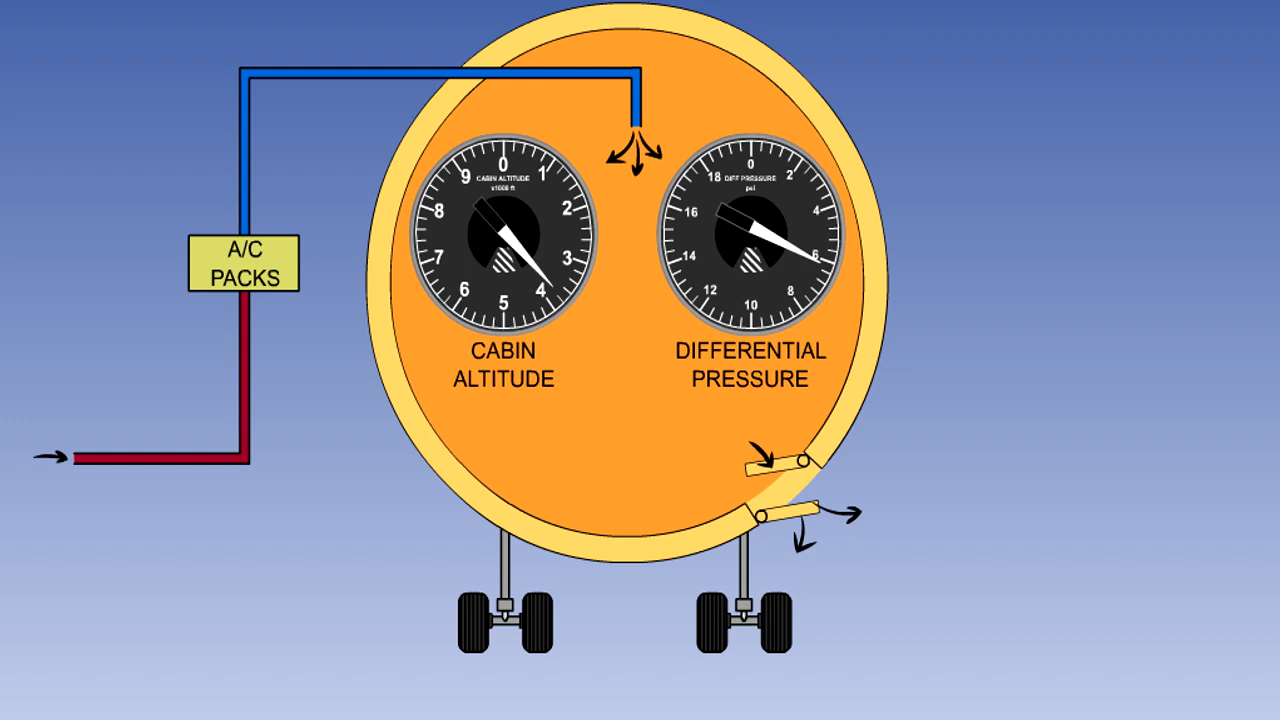 A/C
PACKS
0
1
2
3
4
5
6
7
8
9
CABIN ALTITUDE
x1000 ft
0
2
4
6
8
10
12
14
16
18
DIFF PRESSURE
psi
CABIN
ALTITUDE
DIFFERENTIAL
PRESSURE